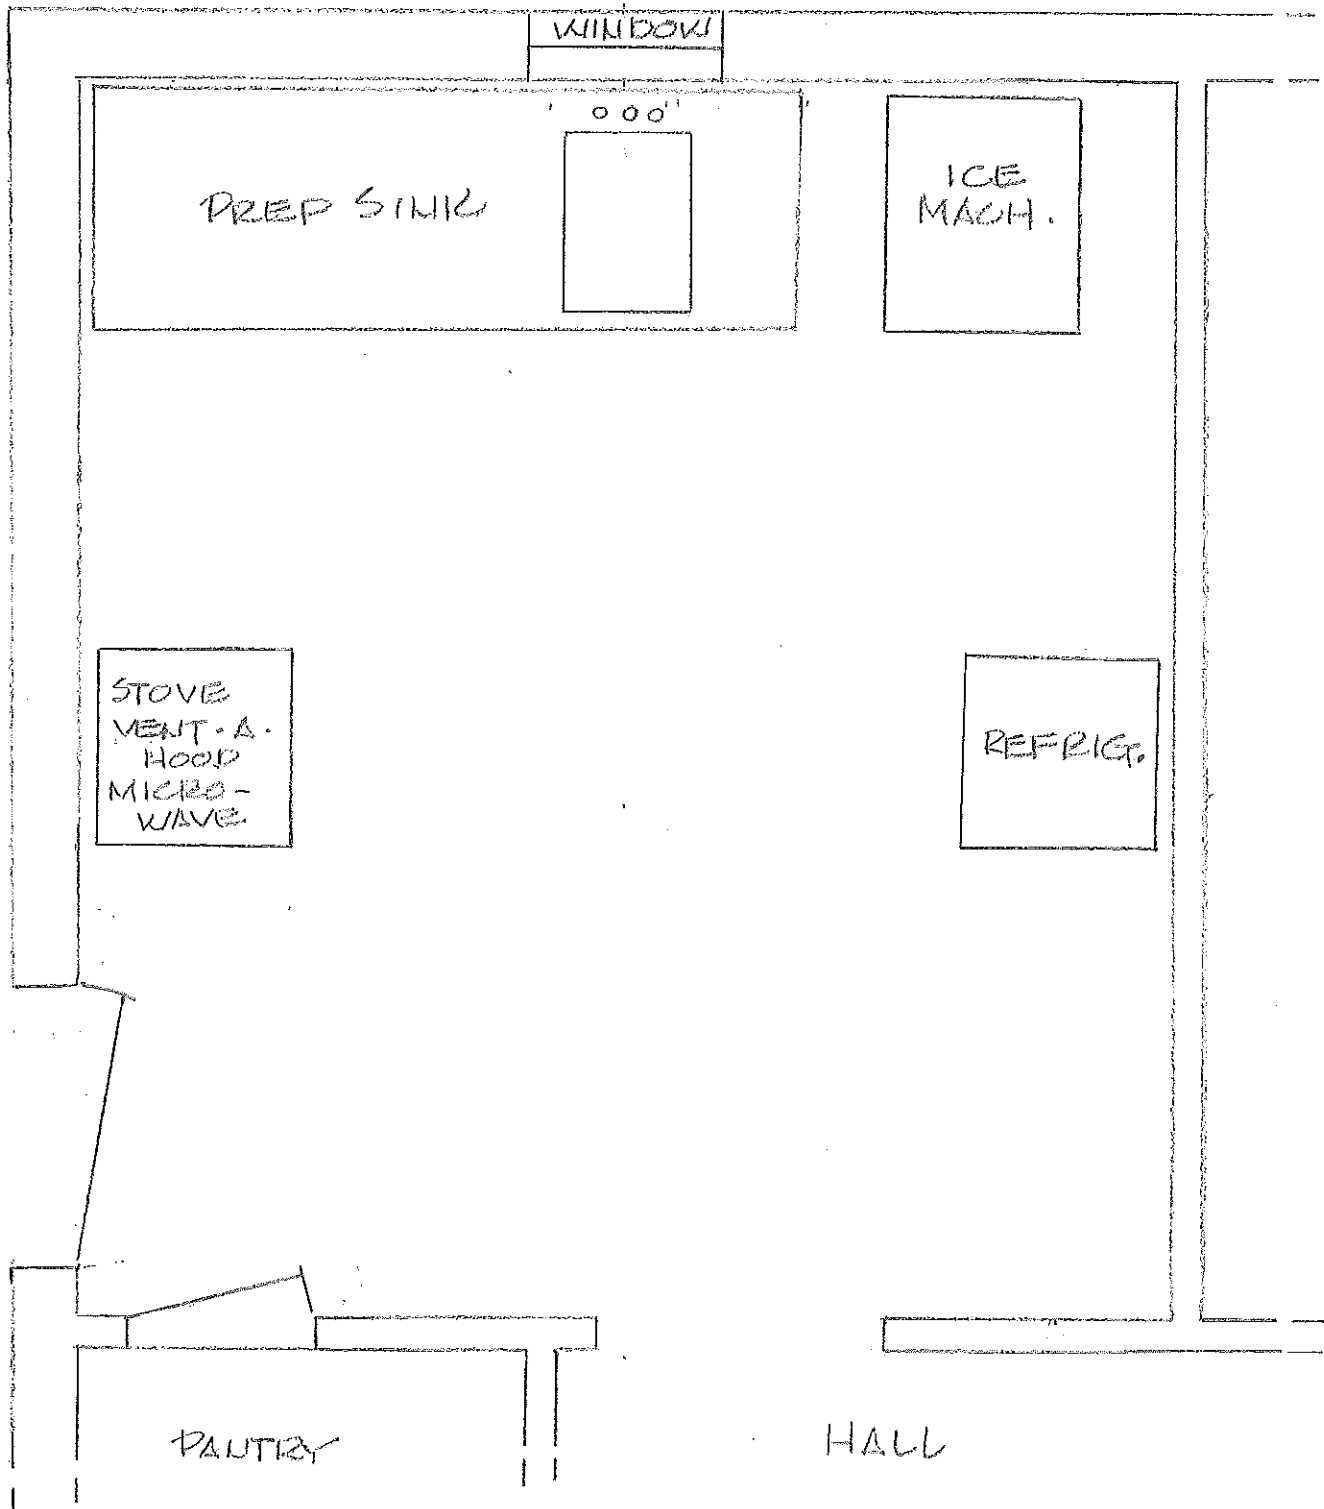 WINDOW
PREP SINK
ICE
MACH.
STOVE
VENT.A.
HOOD
MICRO-
WAVE
REFRIG.
PANTRY
HALL